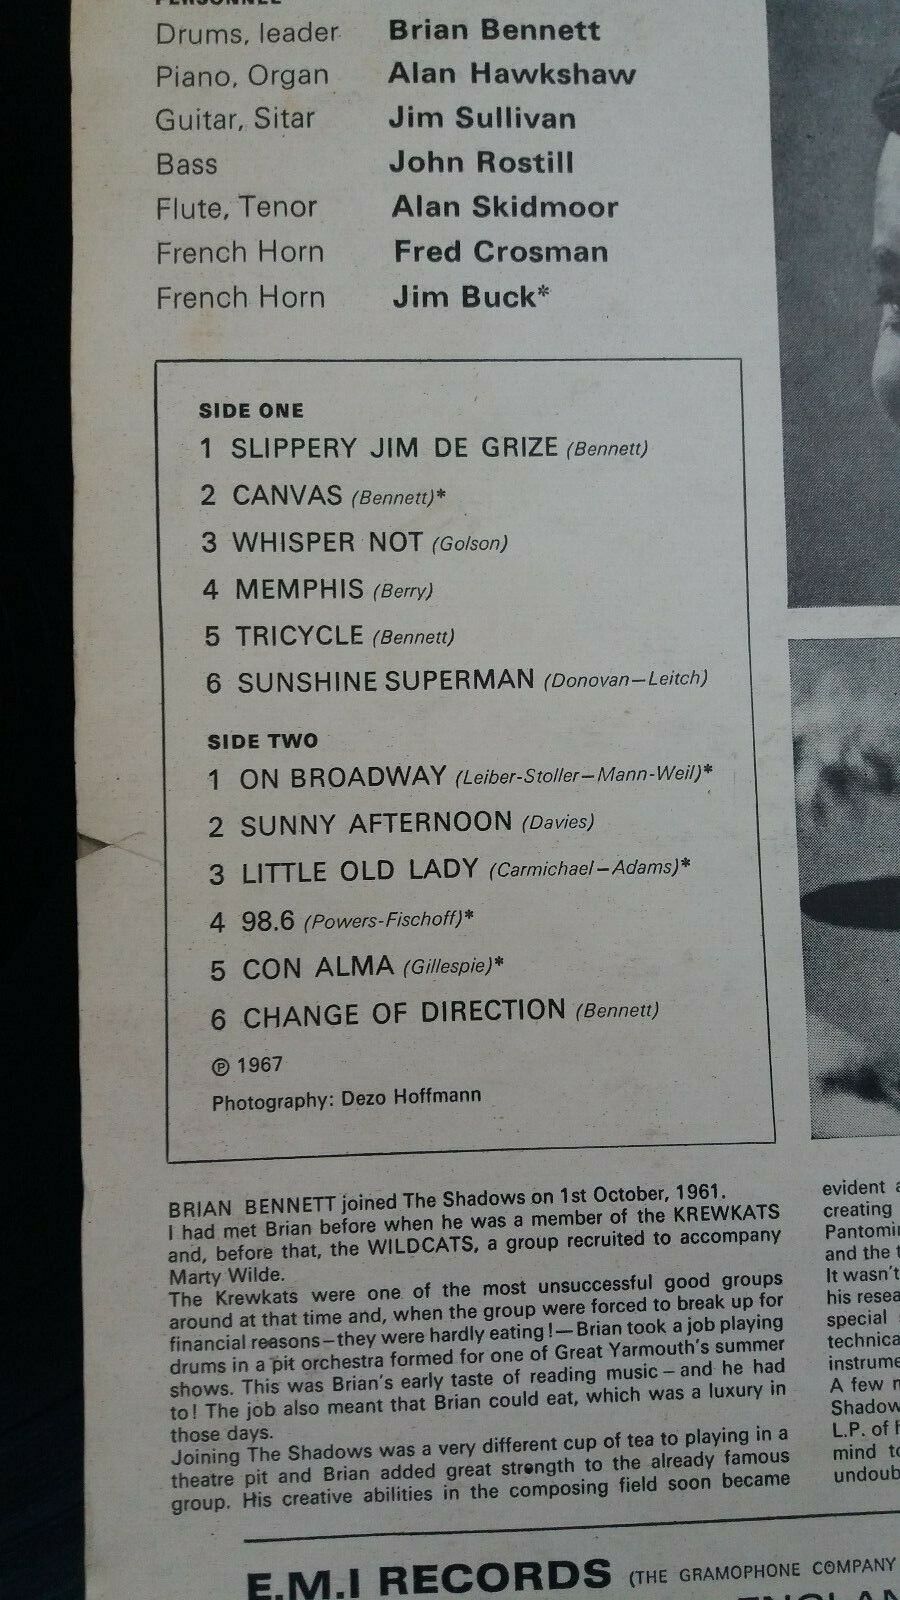 PERSONNEL
Drums, leader Brian Bennett
Piano, Organ Alan Hawkshaw
Guitar, Sitar Jim Sullivan
Bass John Rostill
Flute, Tenor Alan Skidmoor
French Horn Fred Crosman
French Horn Jim Buck*
SIDE ONE
1 SLIPPERY JIM DE GRIZE (Bennett)
2 CANVAS (Bennett)*
3 WHISPER NOT (Golson)
4 MEMPHIS (Berry)
5 TRICYCLE (Bennett)
6 SUNSHINE SUPERMAN (Donovan–Leitch)
SIDE TWO
1 ON BROADWAY (Leiber-Stoller–Mann-Weil)*
2 SUNNY AFTERNOON (Davies)
3 LITTLE OLD LADY (Carmichael–Adams)*
4 98.6 (Powers-Fischoff)*
5 CON ALMA (Gillespie)*
6 CHANGE OF DIRECTION (Bennett)
℗ 1967
Photography: Dezo Hoffmann
BRIAN BENNETT joined The Shadows on 1st October, 1961.
I had met Brian before when he was a member of the KREWKATS
and, before that, the WILDCATS, a group recruited to accompany
Marty Wilde.
The Krewkats were one of the most unsuccessful good groups
around at that time and, when the group were forced to break up for
financial reasons–they were hardly eating!—Brian took a job playing
drums in a pit orchestra formed for one of Great Yarmouth's summer
shows. This was Brian's early taste of reading music – and he had
to! The job also meant that Brian could eat, which was a luxury in
those days.
Joining The Shadows was a very different cup of tea to playing in a
theatre pit and Brian added great strength to the already famous
group. His creative abilities in the composing field soon became
evident
creating
and the
It wasn't
his
special
A few
L.P. of
mind
E.M.I RECORDS (THE GRAMOPHONE COMPANY
ENGLAN